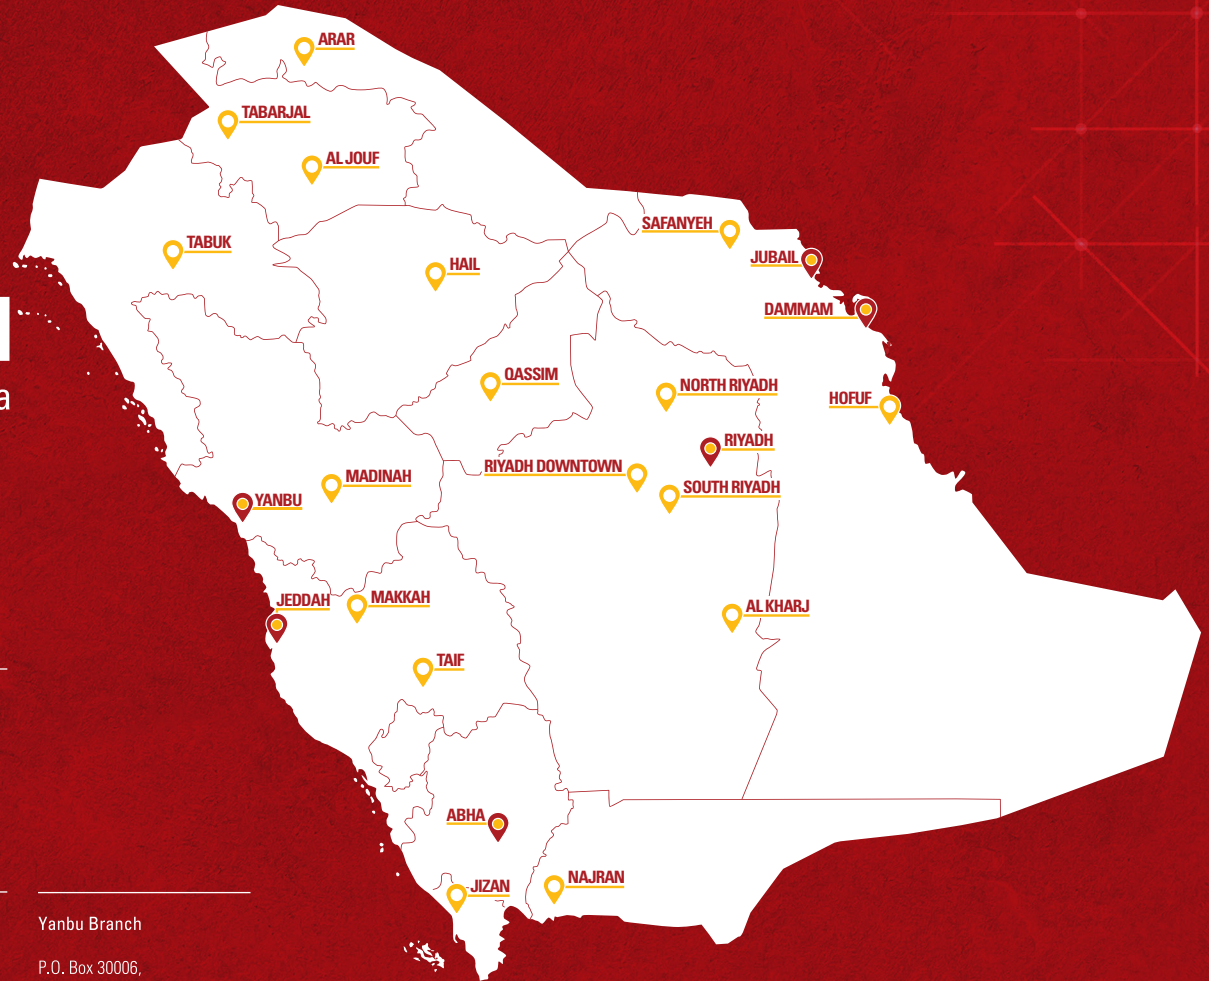 ARAR
TABARJAL
AL JOUF
SAFANYEH
TABUK
JUBAIL
HAIL
DAMMAM
QASSIM
NORTH RIYADH
a
HOFUF
RIYADH
RIYADH DOWNTOWN
MADINAH
SOUTH RIYADH
YANBU
JEDDAH
MAKKAH
AL KHARJ
TAIF
ABHA
NAJRAN
JIZAN
Yanbu Branch
P.O. Box 30006,